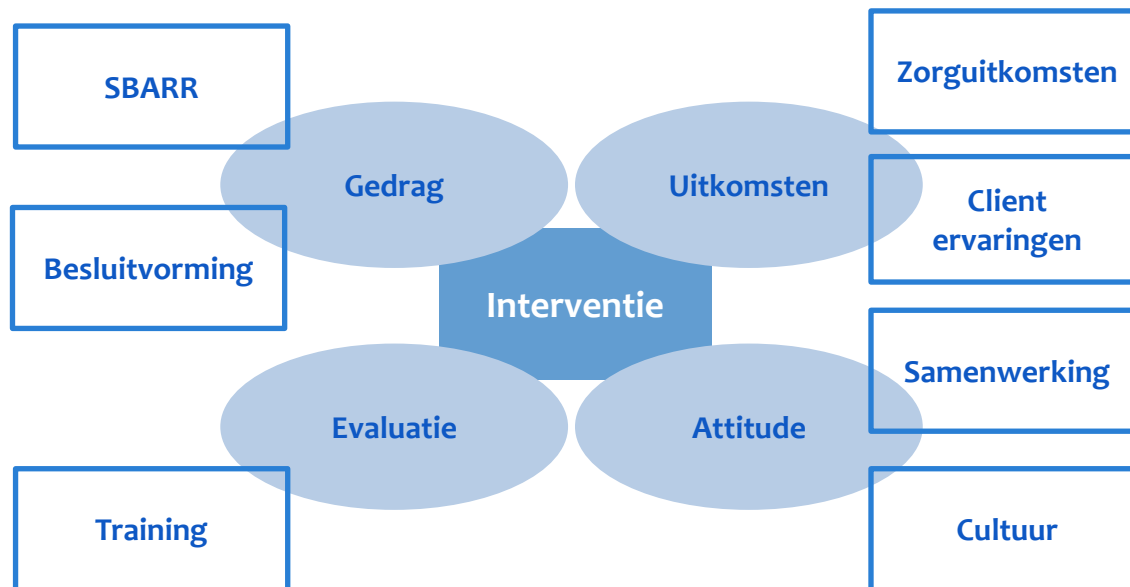 SBARR
Zorguitkomsten
Gedrag
Uitkomsten
Client
ervaringen
Besluitvorming
Interventie
Samenwerking
Evaluatie
Attitude
Training
Cultuur